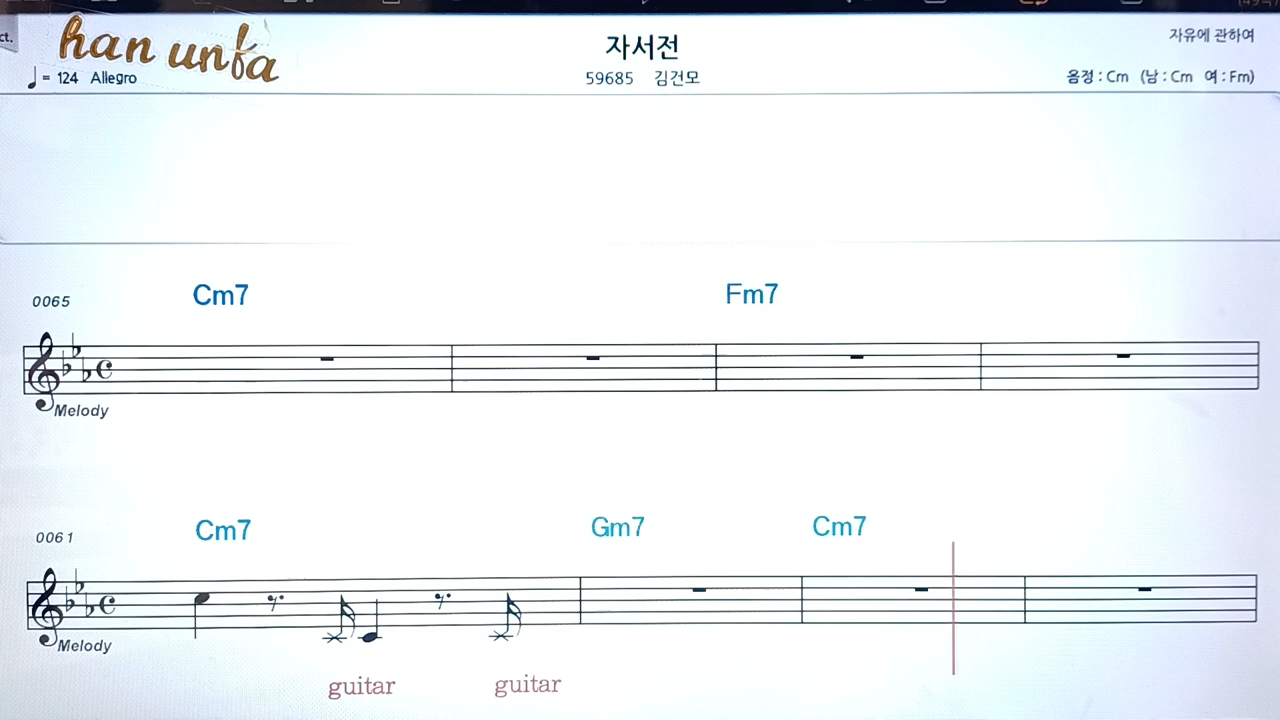 ct.
han unfa
♩ = 124 Allegro
자서전
59685 김건모
자유에 관하여
음정 : Cm (남 : Cm 여 : Fm)
0065
Cm7 Fm7
Melody
0061
Cm7 Gm7 Cm7
Melody
guitar guitar